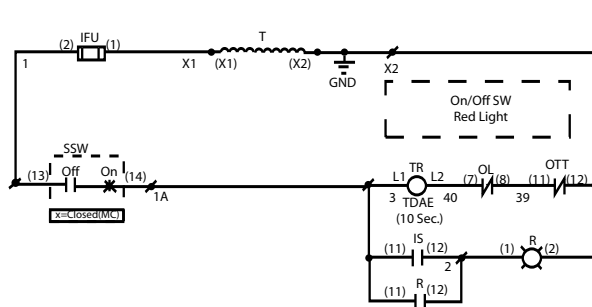 IFU
T
(2) (1)
1
X1 (X1) (X2)
X2
GND
On/Off SW
Red Light
SSW
(13) Off On (14)
1A
x=Closed(MC)
TR OL OTT
L1 L2 (7) (8) (11) (12)
3 TDAE 40 39
(10 Sec.)
IS
(11) (12)
2
R
(1) (2)
R
(11) (12)